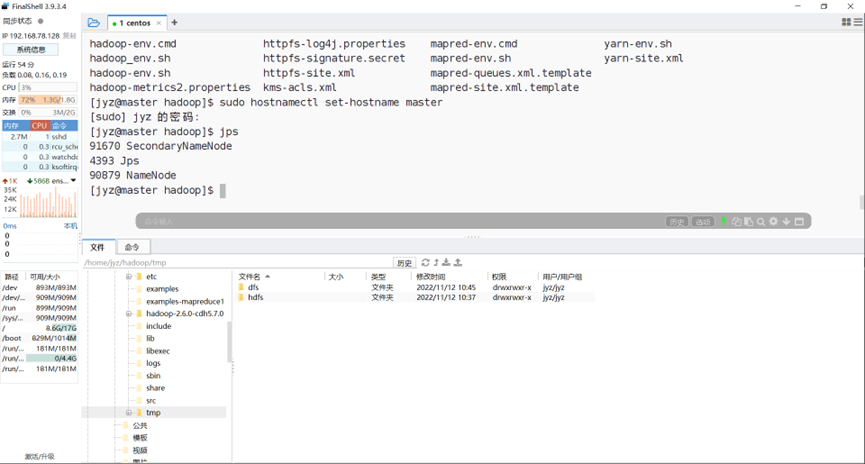 FinalShell 3.9.3.4
同步状态
1 centos × +
IP 192.168.78.128 复制
系统信息
运行 54 分
负载 0.08, 0.16, 0.19
CPU 3%
内存 72% 1.3G/1.8G
交换 0% 3M/2G
内存 CPU 命令
2.7M 1 sshd
0 0.3 rcu_sche
0 0.3 watchdo
0 0.3 ksoftirq
1K 586B ens...
35K
24K
12K
0ms 本机
0
0
0
路径 可用/大小
/dev 893M/893M
/dev/... 909M/909M
/run 899M/909M
/sys/... 909M/909M
/ 8.6G/17G
/boot 829M/1014M
/run/... 181M/181M
/run/... 0/4.4G
/run/... 181M/181M
激活/升级
hadoop-env.cmd httpfs-log4j.properties mapred-env.cmd yarn-env.sh
hadoop_env.sh httpfs-signature.secret mapred-env.sh yarn-site.xml
hadoop-env.sh httpfs-site.xml mapred-queues.xml.template
hadoop-metrics2.properties kms-acls.xml mapred-site.xml.template
[jyz@master hadoop]$ sudo hostnamectl set-hostname master
[sudo] jyz 的密码:
[jyz@master hadoop]$ jps
91670 SecondaryNameNode
4393 Jps
90879 NameNode
[jyz@master hadoop]$
命令输入 历史 选项
文件 命令
/home/jyz/hadoop/tmp 历史
etc
examples
examples-mapreduce1
hadoop-2.6.0-cdh5.7.0
include
lib
libexec
logs
sbin
share
src
tmp
公共
模板
视频
图片
文件名 大小 类型 修改时间 权限 用户/用户组
dfs 文件夹 2022/11/12 10:45 drwxrwxr-x jyz/jyz
hdfs 文件夹 2022/11/12 10:37 drwxrwxr-x jyz/jyz